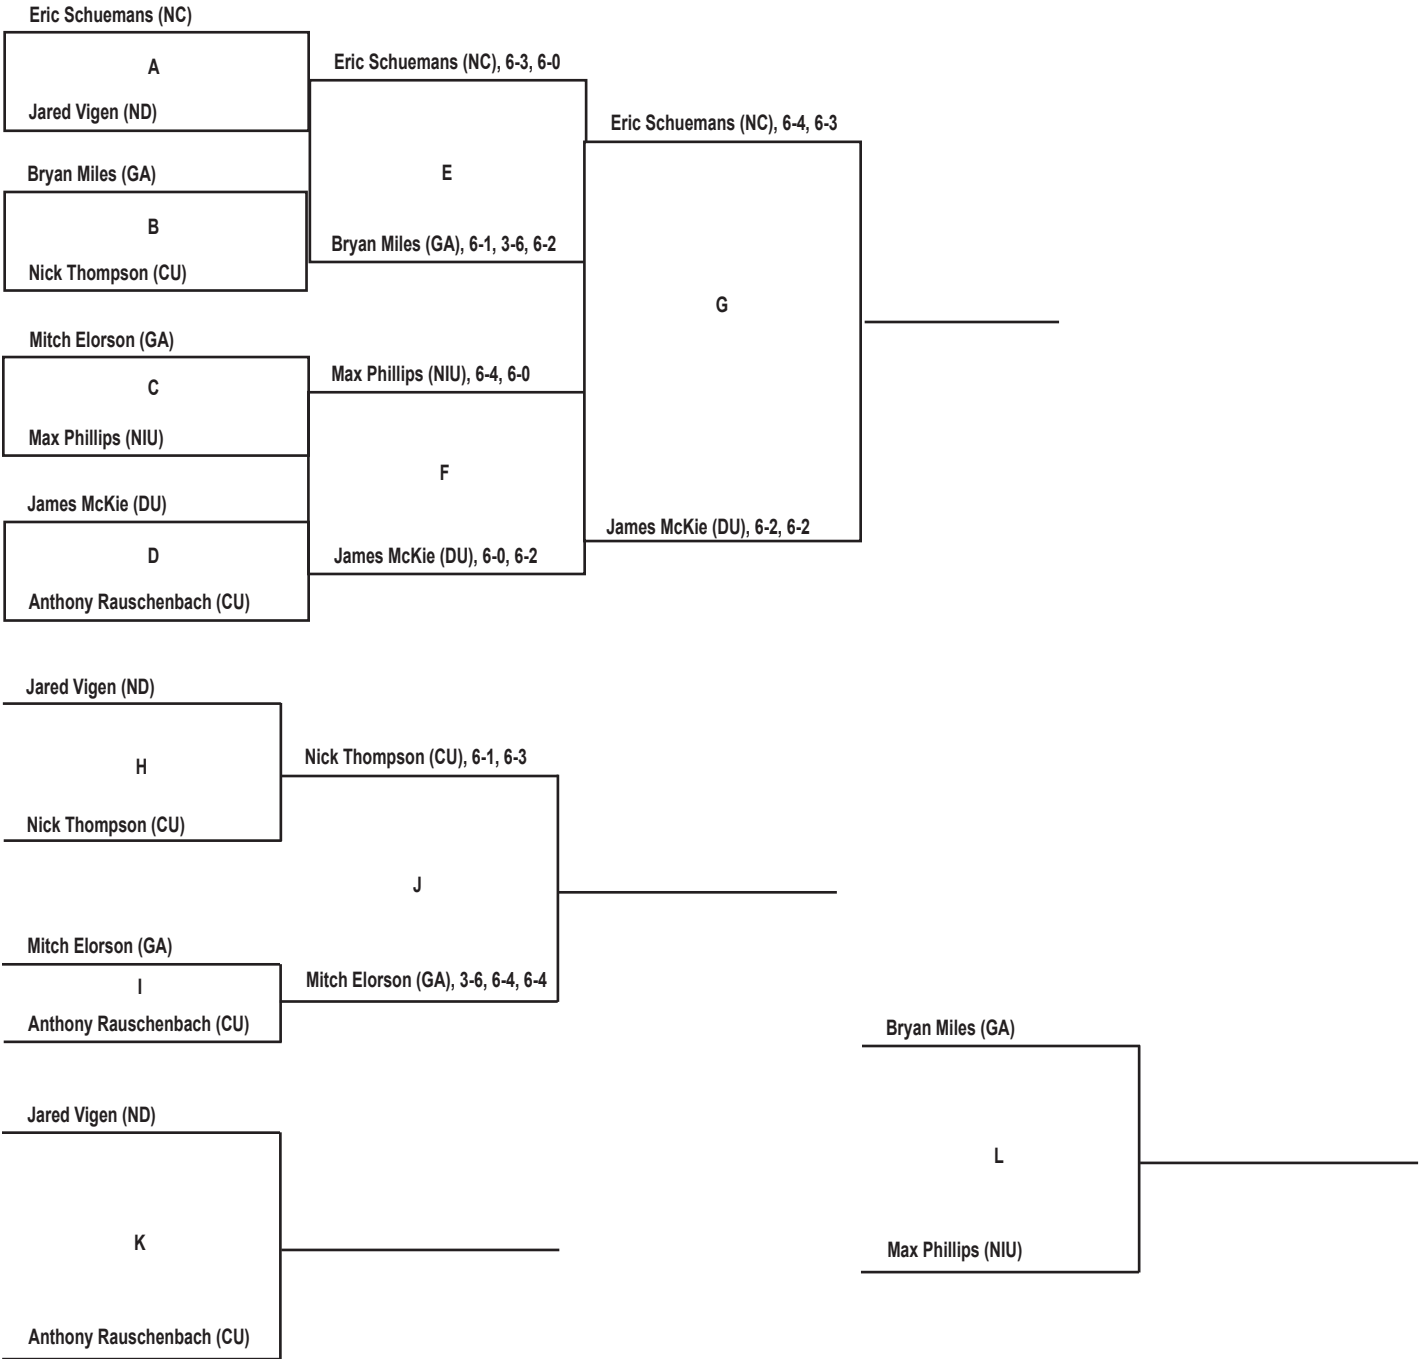 Eric Schuemans (NC)
A
Jared Vigen (ND)
Eric Schuemans (NC), 6-3, 6-0
Bryan Miles (GA)
B
Nick Thompson (CU)
E
Bryan Miles (GA), 6-1, 3-6, 6-2
Eric Schuemans (NC), 6-4, 6-3
G
Mitch Elorson (GA)
C
Max Phillips (NIU)
Max Phillips (NIU), 6-4, 6-0
F
James McKie (DU)
D
Anthony Rauschenbach (CU)
James McKie (DU), 6-0, 6-2
James McKie (DU), 6-2, 6-2
Jared Vigen (ND)
H
Nick Thompson (CU)
Nick Thompson (CU), 6-1, 6-3
J
Mitch Elorson (GA)
I
Anthony Rauschenbach (CU)
Mitch Elorson (GA), 3-6, 6-4, 6-4
Bryan Miles (GA)
L
Max Phillips (NIU)
Jared Vigen (ND)
K
Anthony Rauschenbach (CU)